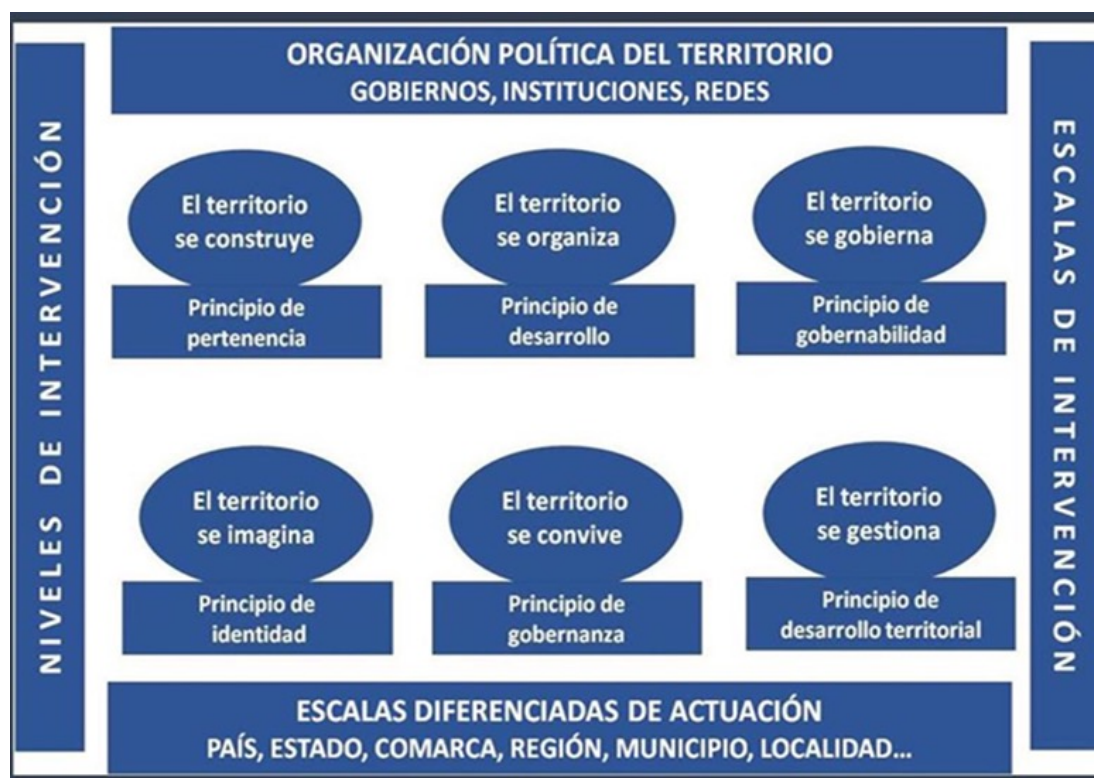 ORGANIZACIÓN POLÍTICA DEL TERRITORIO
GOBIERNOS, INSTITUCIONES, REDES
NIVELES DE INTERVENCIÓN
El territorio
se construye
Principio de
pertenencia
El territorio
se organiza
Principio de
desarrollo
El territorio
se gobierna
Principio de
gobernabilidad
El territorio
se imagina
Principio de
identidad
El territorio
se convive
Principio de
gobernanza
El territorio
se gestiona
Principio de
desarrollo territorial
ESCALAS DE INTERVENCIÓN
ESCALAS DIFERENCIADAS DE ACTUACIÓN
PAÍS, ESTADO, COMARCA, REGIÓN, MUNICIPIO, LOCALIDAD...